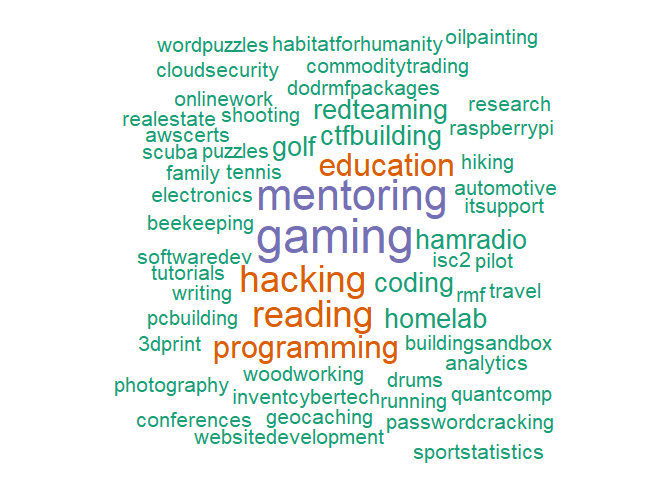 wordpuzzles habitatforhumanity oilpainting
cloudsecurity commoditytrading
dodrmfpackages
onlinework redteaming research
realestate shooting
awscerts golf ctfbuilding raspberrypi
scuba puzzles
family tennis education hiking
electronics mentoring automotive
itsupport
beekeeping gaming hamradio
softwaredev isc2 pilot
tutorials hacking coding
writing rmf travel
pcbuilding reading homelab
3dprint programming buildingsandbox
analytics
photography woodworking drums
inventcybertech running quantcomp
conferences geocaching passwordcracking
websitedevelopment
sportstatistics